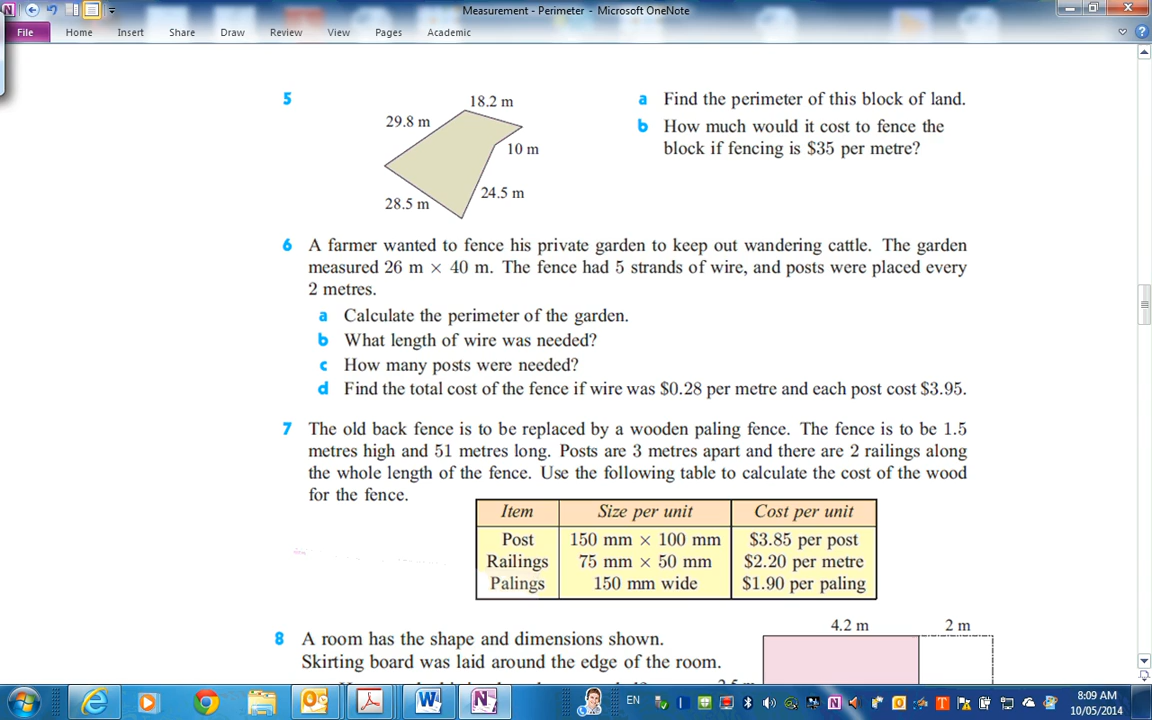 Measurement - Perimeter - Microsoft OneNote
File Home Insert Share Draw Review View Pages Academic
5
18.2 m
29.8 m
10 m
24.5 m
28.5 m
a Find the perimeter of this block of land.
b How much would it cost to fence the
block if fencing is $35 per metre?
6 A farmer wanted to fence his private garden to keep out wandering cattle. The garden
measured 26 m × 40 m. The fence had 5 strands of wire, and posts were placed every
2 metres.
a Calculate the perimeter of the garden.
b What length of wire was needed?
c How many posts were needed?
d Find the total cost of the fence if wire was $0.28 per metre and each post cost $3.95.
7 The old back fence is to be replaced by a wooden paling fence. The fence is to be 1.5
metres high and 51 metres long. Posts are 3 metres apart and there are 2 railings along
the whole length of the fence. Use the following table to calculate the cost of the wood
for the fence.
Item Size per unit Cost per unit
Post 150 mm × 100 mm $3.85 per post
Railings 75 mm × 50 mm $2.20 per metre
Palings 150 mm wide $1.90 per paling
8 A room has the shape and dimensions shown.
Skirting board was laid around the edge of the room.
4.2 m 2 m
EN
8:09 AM
10/05/2014